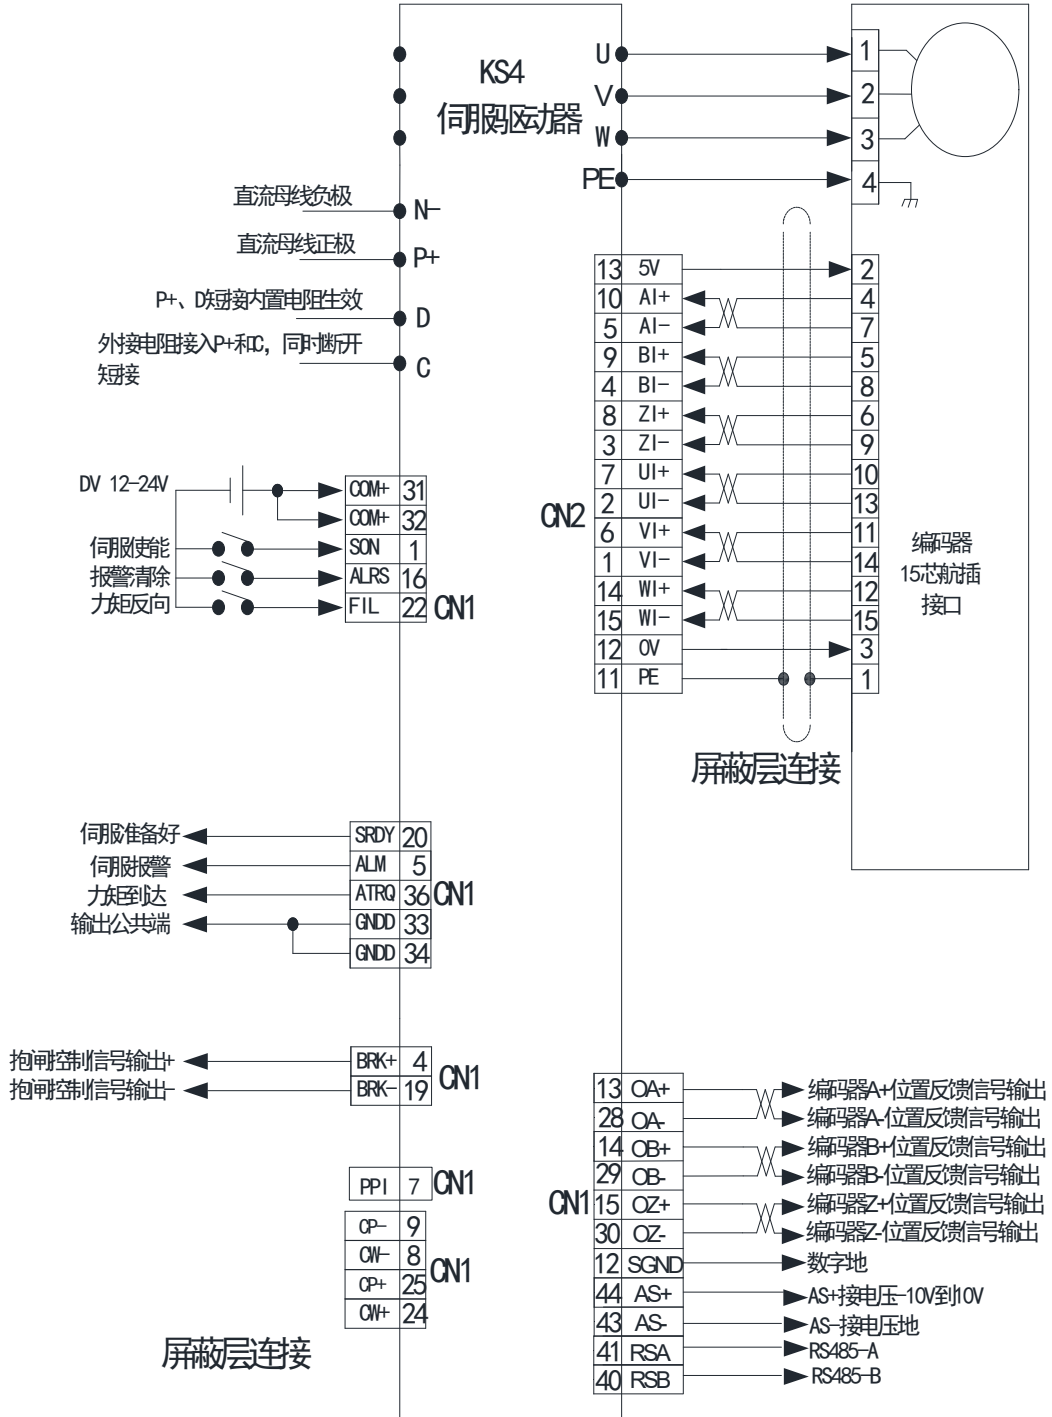 KS4
伺服驱动器
U
V
W
PE
1
2
3
4
直流母线负极
N-
直流母线正极
P+
P+、D短接内置电阻生效
D
外接电阻接入P+和C，同时断开
短接
C
13 5V 2
10 AI+ 4
5 AI- 7
9 BI+ 5
4 BI- 8
8 ZI+ 6
3 ZI- 9
7 UI+ 10
2 UI- 13
6 VI+ 11
1 VI- 14
14 WI+ 12
15 WI- 15
12 0V 3
11 PE 1
CN2
编码器
15芯航插
接口
屏蔽层连接
DV 12-24V
COM+ 31
COM+ 32
伺服使能 SON 1
报警清除 ALRS 16
力矩反向 FIL 22
CN1
伺服准备好 SRDY 20
伺服报警 ALM 5
力矩到达 ATRQ 36
输出公共端 GNDD 33
GNDD 34
CN1
抱闸控制信号输出+ BRK+ 4
抱闸控制信号输出- BRK- 19
CN1
PPI 7
CN1
CP- 9
CW- 8
CP+ 25
CW+ 24
CN1
屏蔽层连接
13 OA+ 编码器A+位置反馈信号输出
28 OA- 编码器A-位置反馈信号输出
14 OB+ 编码器B+位置反馈信号输出
29 OB- 编码器B-位置反馈信号输出
CN1
15 OZ+ 编码器Z+位置反馈信号输出
30 OZ- 编码器Z-位置反馈信号输出
12 SGND 数字地
44 AS+ AS+接电压-10V到10V
43 AS- AS-接电压地
41 RSA RS485-A
40 RSB RS485-B